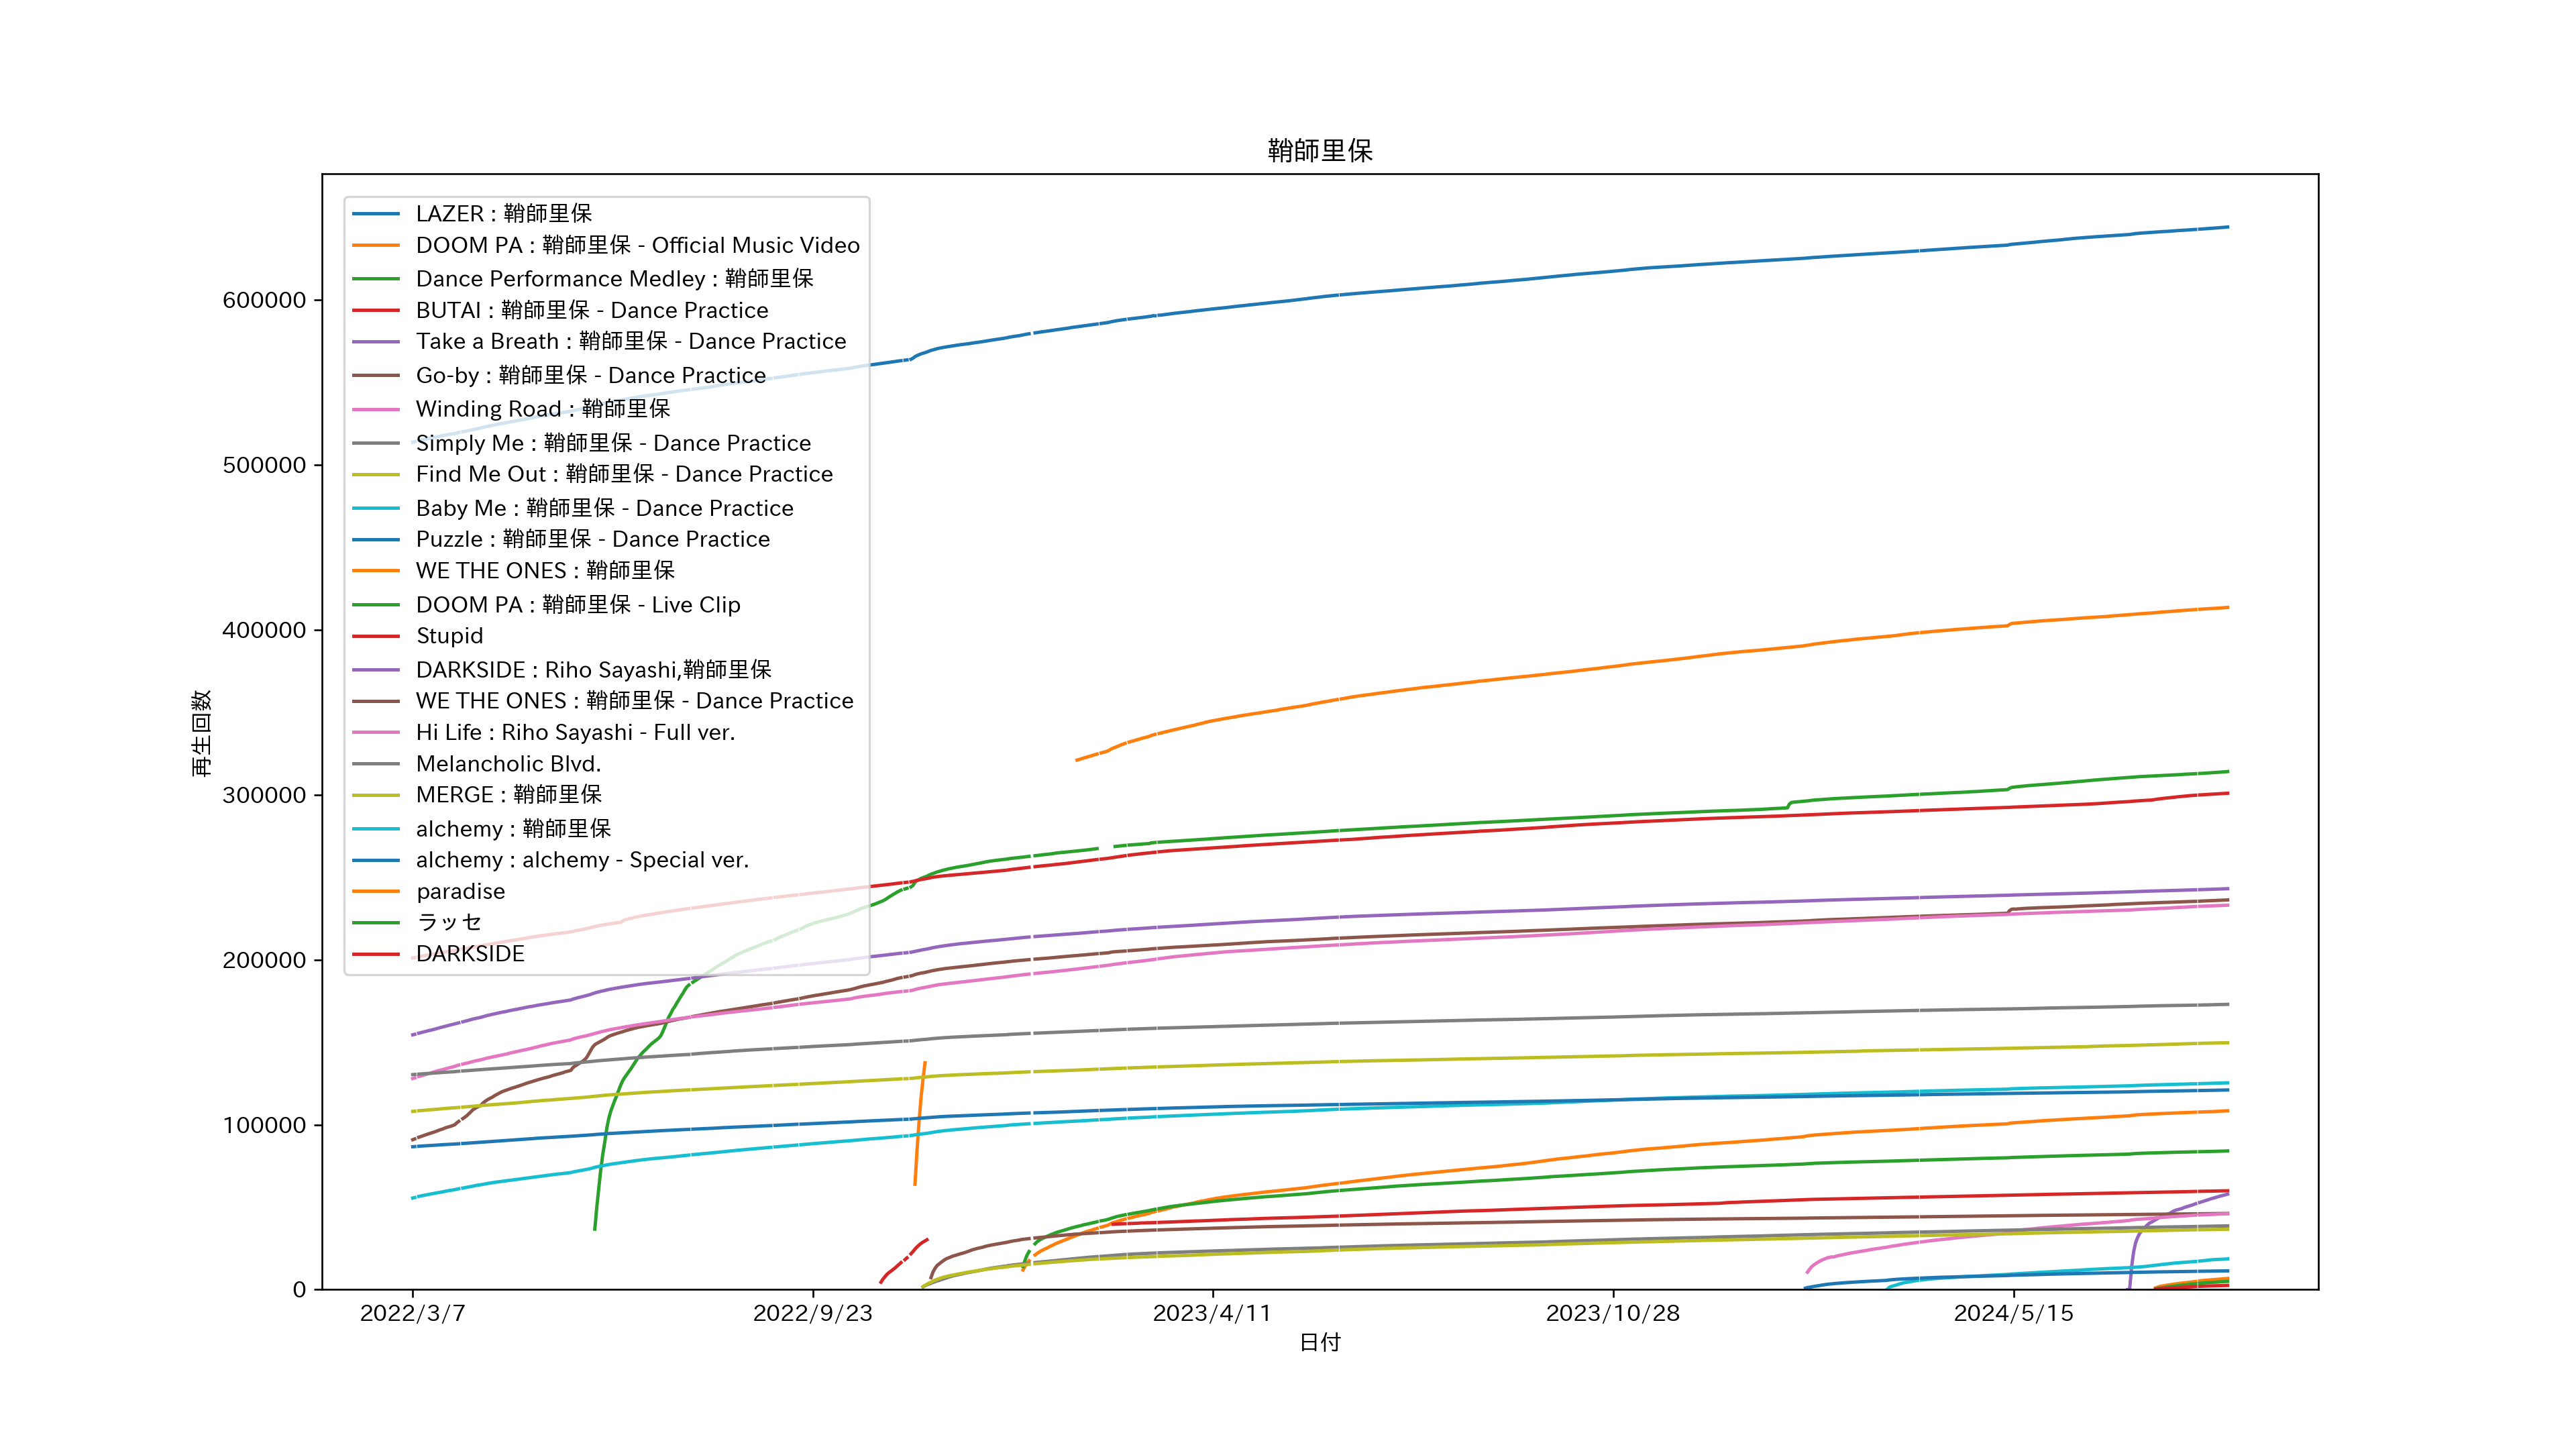 鞘師里保
LAZER : 鞘師里保
DOOM PA : 鞘師里保 - Official Music Video
Dance Performance Medley : 鞘師里保
BUTAI : 鞘師里保 - Dance Practice
Take a Breath : 鞘師里保 - Dance Practice
Go-by : 鞘師里保 - Dance Practice
Winding Road : 鞘師里保
Simply Me : 鞘師里保 - Dance Practice
Find Me Out : 鞘師里保 - Dance Practice
Baby Me : 鞘師里保 - Dance Practice
Puzzle : 鞘師里保 - Dance Practice
WE THE ONES : 鞘師里保
DOOM PA : 鞘師里保 - Live Clip
Stupid
DARKSIDE : Riho Sayashi,鞘師里保
WE THE ONES : 鞘師里保 - Dance Practice
Hi Life : Riho Sayashi - Full ver.
Melancholic Blvd.
MERGE : 鞘師里保
alchemy : 鞘師里保
alchemy : alchemy - Special ver.
paradise
ラッセ
DARKSIDE
600000
500000
400000
300000
200000
100000
0
再生回数
2022/3/7
2022/9/23
2023/4/11
2023/10/28
2024/5/15
日付